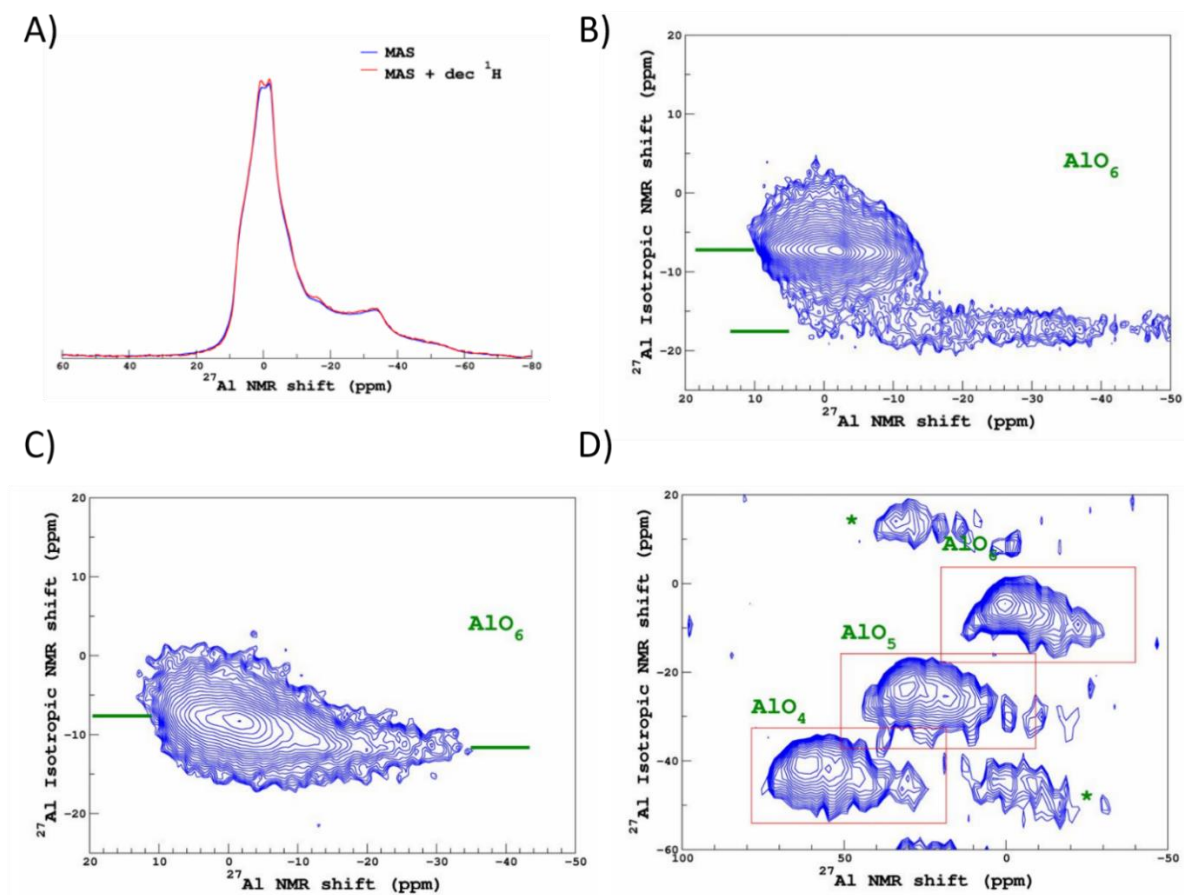 A)
MAS
MAS + dec ¹H
60 40 20 0 -20 -40 -60 -80
²⁷Al NMR shift (ppm)
B)
²⁷Al Isotropic NMR shift (ppm)
20
0
-10
-20
AlO₆
20 10 0 -10 -20 -30 -40 -50
²⁷Al NMR shift (ppm)
C)
²⁷Al Isotropic NMR shift (ppm)
20
10
0
-10
-20
AlO₆
20 10 0 -10 -20 -30 -40 -50
²⁷Al NMR shift (ppm)
D)
²⁷Al Isotropic NMR shift (ppm)
20
0
-20
-40
-60
*
AlO₆
AlO₅
AlO₄
*
100 50 0 -50
²⁷Al NMR shift (ppm)